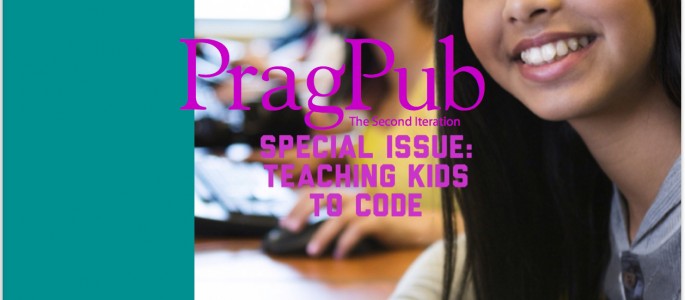 PragPub
The Second Iteration
SPECIAL ISSUE:
TEACHING KIDS
TO CODE